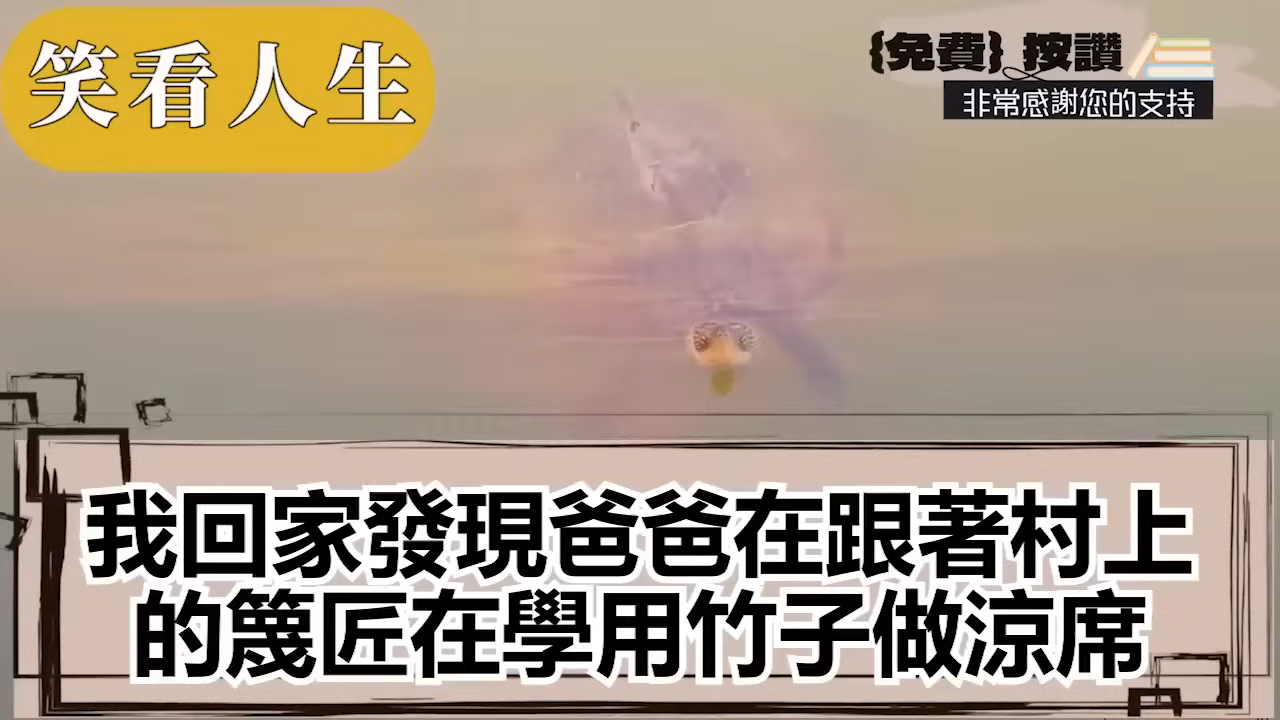 笑看人生
{免費} 按讚
非常感謝您的支持
我回家發現爸爸在跟著村上
的篾匠在學用竹子做涼席